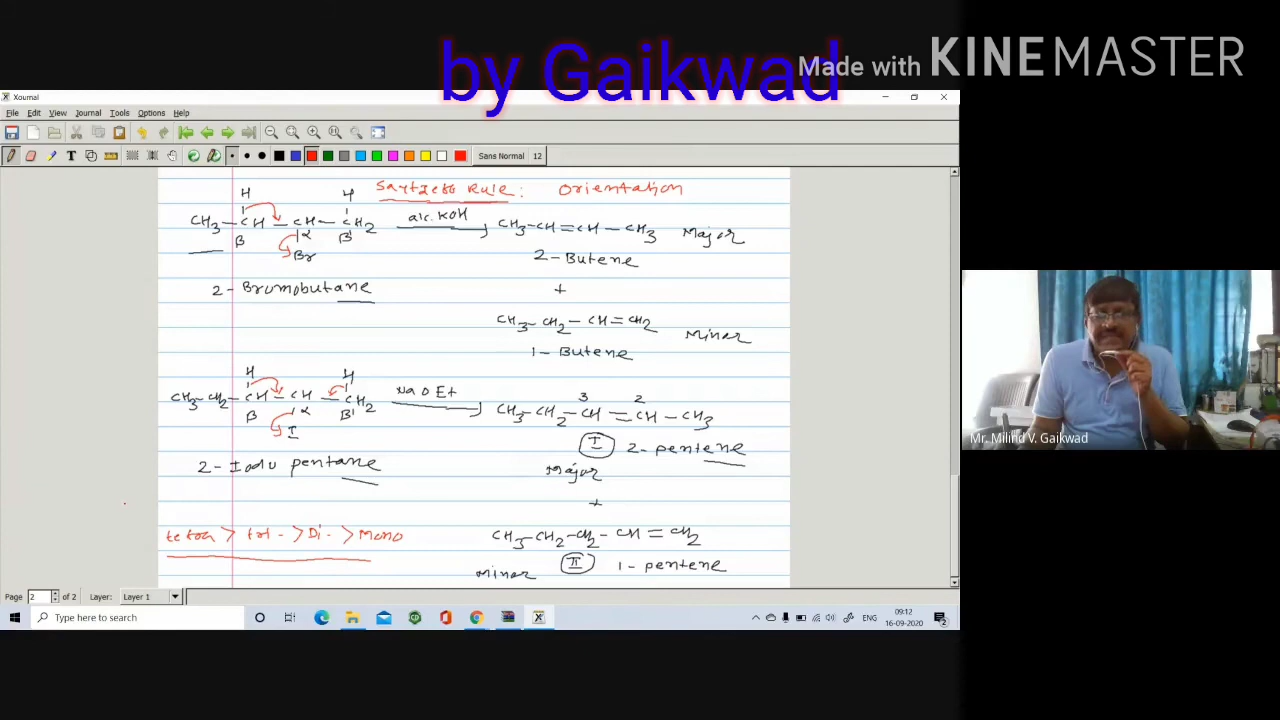 by Gaikwad
Made with KINEMASTER
Xournal
File Edit View Journal Tools Options Help
Sans Normal 12
Saytzeff Rule: Orientation
H H
CH3-CH-CH-CH2 alc. KOH CH3-CH=CH-CH3 Major
β α β'
Br 2-Butene
2-Bromobutane +
CH3-CH2-CH=CH2 Minor
1-Butene
H H
CH3-CH2-CH-CH-CH2 NaOEt CH3-CH2-CH=CH-CH3
3 2
β α β'
I I 2-pentene
2-Iodo pentane Major
+
tetra > tri- > Di- > Mono CH3-CH2-CH2-CH=CH2
II 1-pentene
Minor
Mr. Milind V. Gaikwad
Page 2 of 2 Layer: Layer 1
Type here to search
ENG
09:12
16-09-2020
2